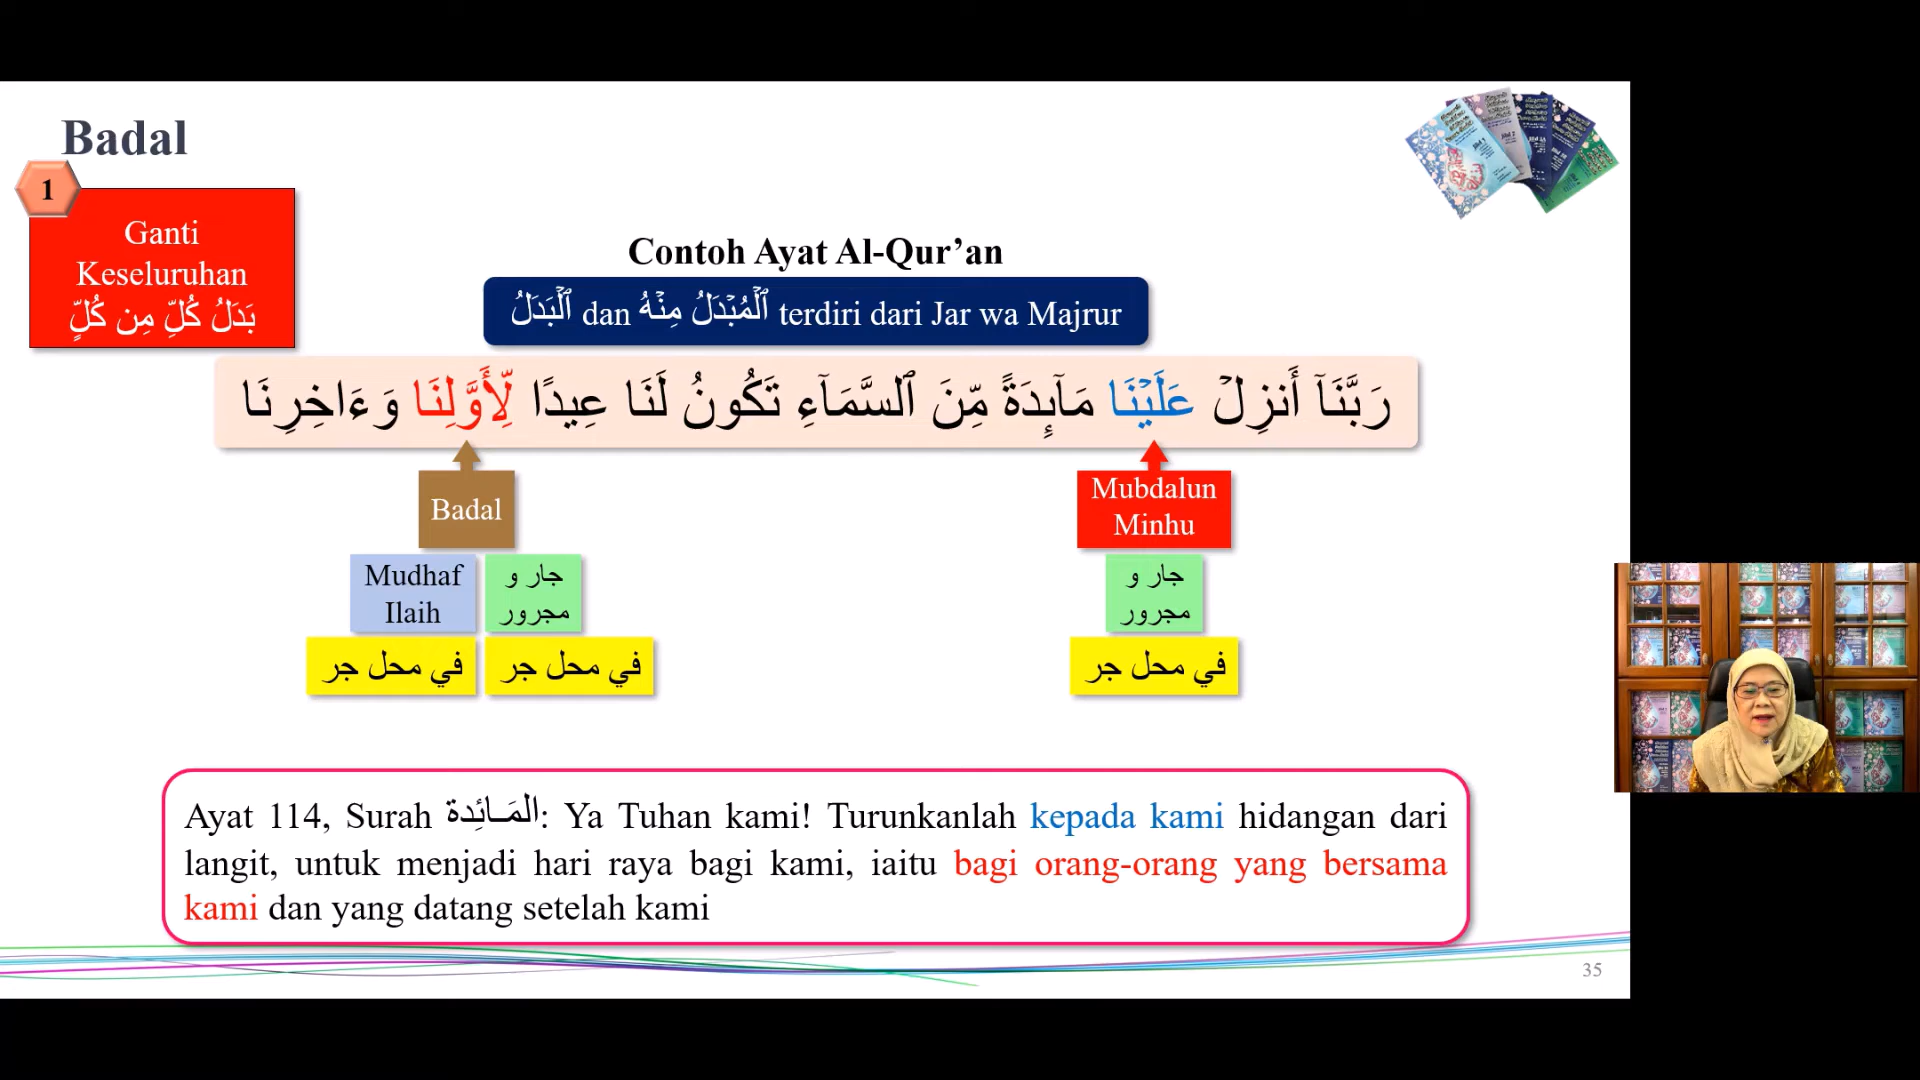 Badal
1
Ganti
Keseluruhan
بَدَلُ كُلِّ مِن كُلٍّ
Contoh Ayat Al-Qur’an
ٱلۡبَدَلُ dan ٱلۡمُبۡدَلُ مِنۡهُ terdiri dari Jar wa Majrur
رَبَّنَآ أَنزِلۡ عَلَيۡنَا مَآئِدَةً مِّنَ ٱلسَّمَآءِ تَكُونُ لَنَا عِيدًا لِّأَوَّلِنَا وَءَاخِرِنَا
Badal
Mubdalun
Minhu
Mudhaf
Ilaih
جار و
مجرور
جار و
مجرور
في محل جر
في محل جر
في محل جر
Ayat 114, Surah المَـائِدة: Ya Tuhan kami! Turunkanlah kepada kami hidangan dari
langit, untuk menjadi hari raya bagi kami, iaitu bagi orang-orang yang bersama
kami dan yang datang setelah kami
35